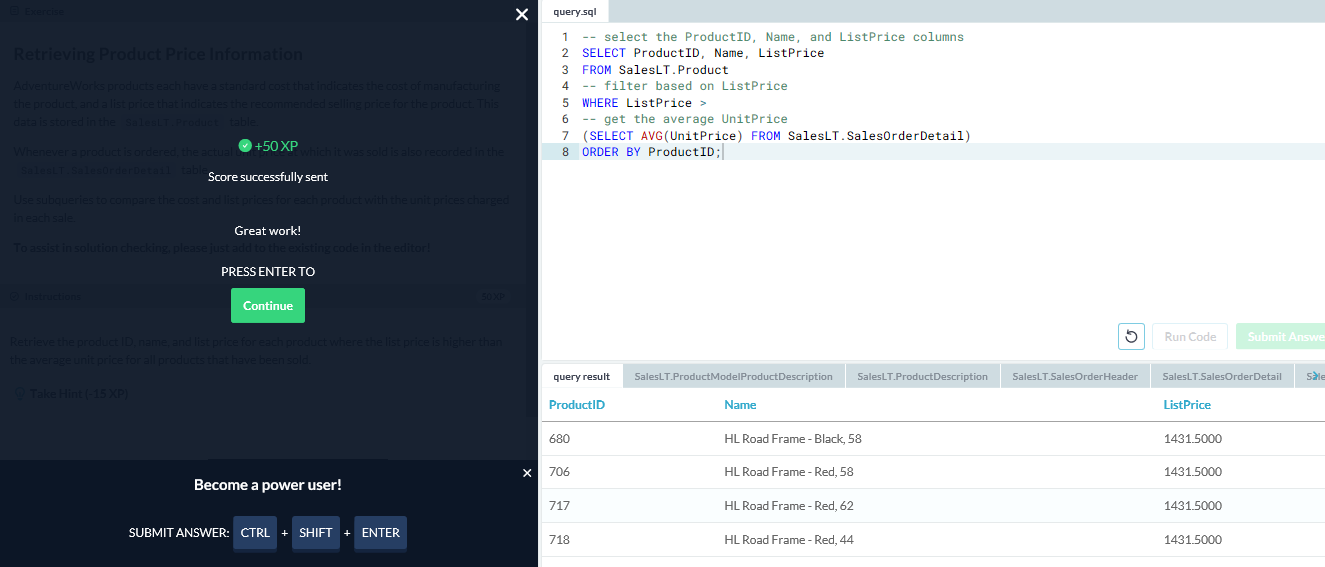 Exercise
Retrieving Product Price Information
AdventureWorks products each have a standard cost that indicates the cost of manufacturing
the product, and a list price that indicates the recommended selling price for the product. This
data is stored in the SalesLT.Product table.
+50 XP
Whenever a product is ordered, the actual unit price at which it was sold is also recorded in the
SalesLT.SalesOrderDetail table.
Score successfully sent
Use subqueries to compare the cost and list prices for each product with the unit prices charged
in each sale.
Great work!
To assist in solution checking, please just add to the existing code in the editor!
PRESS ENTER TO
Continue
Instructions
Retrieve the product ID, name, and list price for each product where the list price is higher than
the average unit price for all products that have been sold.
Take Hint (-15 XP)
Become a power user!
SUBMIT ANSWER: CTRL + SHIFT + ENTER
query.sql
1 -- select the ProductID, Name, and ListPrice columns
2 SELECT ProductID, Name, ListPrice
3 FROM SalesLT.Product
4 -- filter based on ListPrice
5 WHERE ListPrice >
6 -- get the average UnitPrice
7 (SELECT AVG(UnitPrice) FROM SalesLT.SalesOrderDetail)
8 ORDER BY ProductID;
Run Code Submit Answe
query result SalesLT.ProductModelProductDescription SalesLT.ProductDescription SalesLT.SalesOrderHeader SalesLT.SalesOrderDetail
ProductID Name ListPrice
680 HL Road Frame - Black, 58 1431.5000
706 HL Road Frame - Red, 58 1431.5000
717 HL Road Frame - Red, 62 1431.5000
718 HL Road Frame - Red, 44 1431.5000